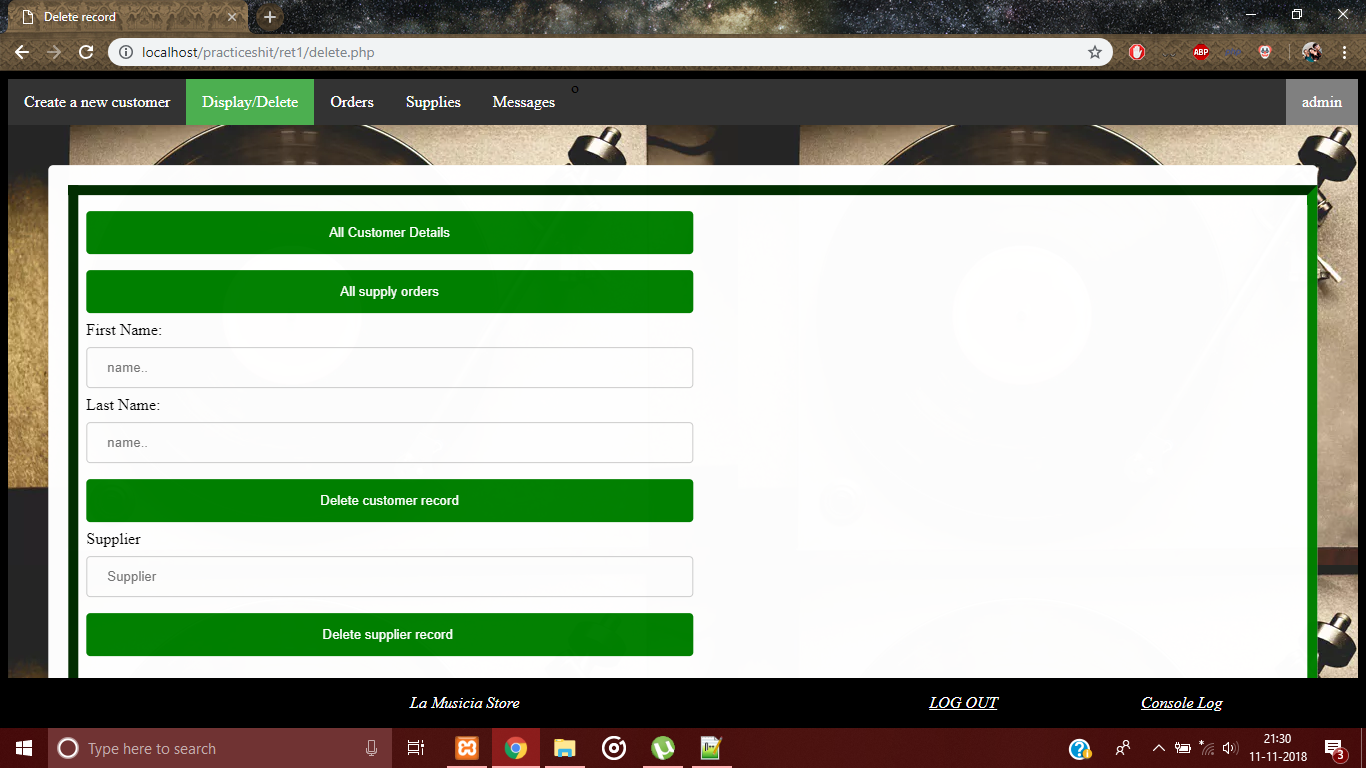 Delete record
localhost/practiceshit/ret1/delete.php
ABP
Create a new customer Display/Delete Orders Supplies Messages o admin
All Customer Details
All supply orders
First Name:
name..
Last Name:
name..
Delete customer record
Supplier
Supplier
Delete supplier record
La Musicia Store LOG OUT Console Log
Type here to search
21:30
11-11-2018
3